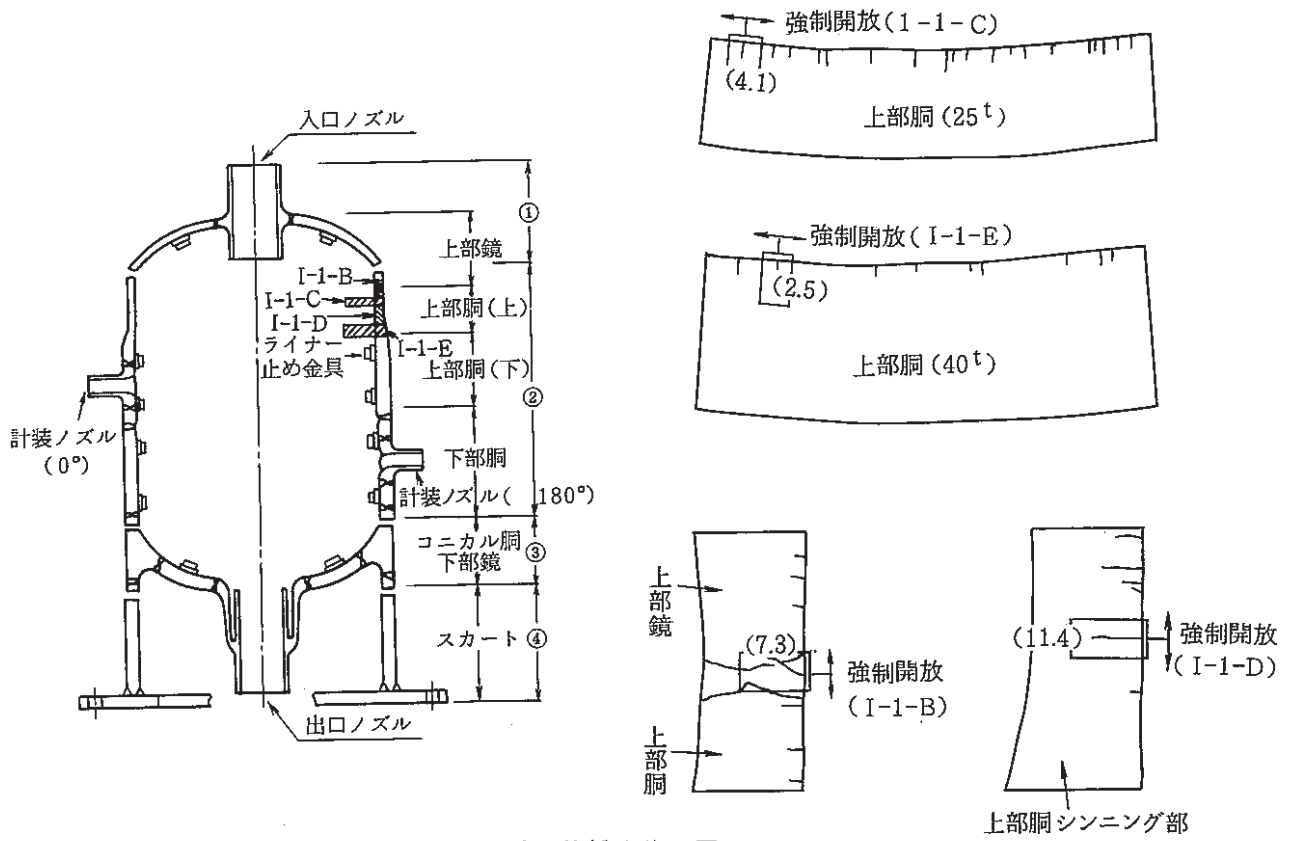 入口ノズル
①
上部鏡
I-1-B
I-1-C
上部胴(上)
I-1-D
ライナー
止め金具
I-1-E
上部胴(下)
②
計装ノズル
(0°)
下部胴
計装ノズル( 180°)
コニカル胴
下部鏡
③
スカート
④
出口ノズル
強制開放(1-1-C)
(4.1)
上部胴(25t)
強制開放(I-1-E)
(2.5)
上部胴(40t)
上部鏡
(7.3)
強制開放
(I-1-B)
上部胴
(11.4)
強制開放
(I-1-D)
上部胴シンニング部